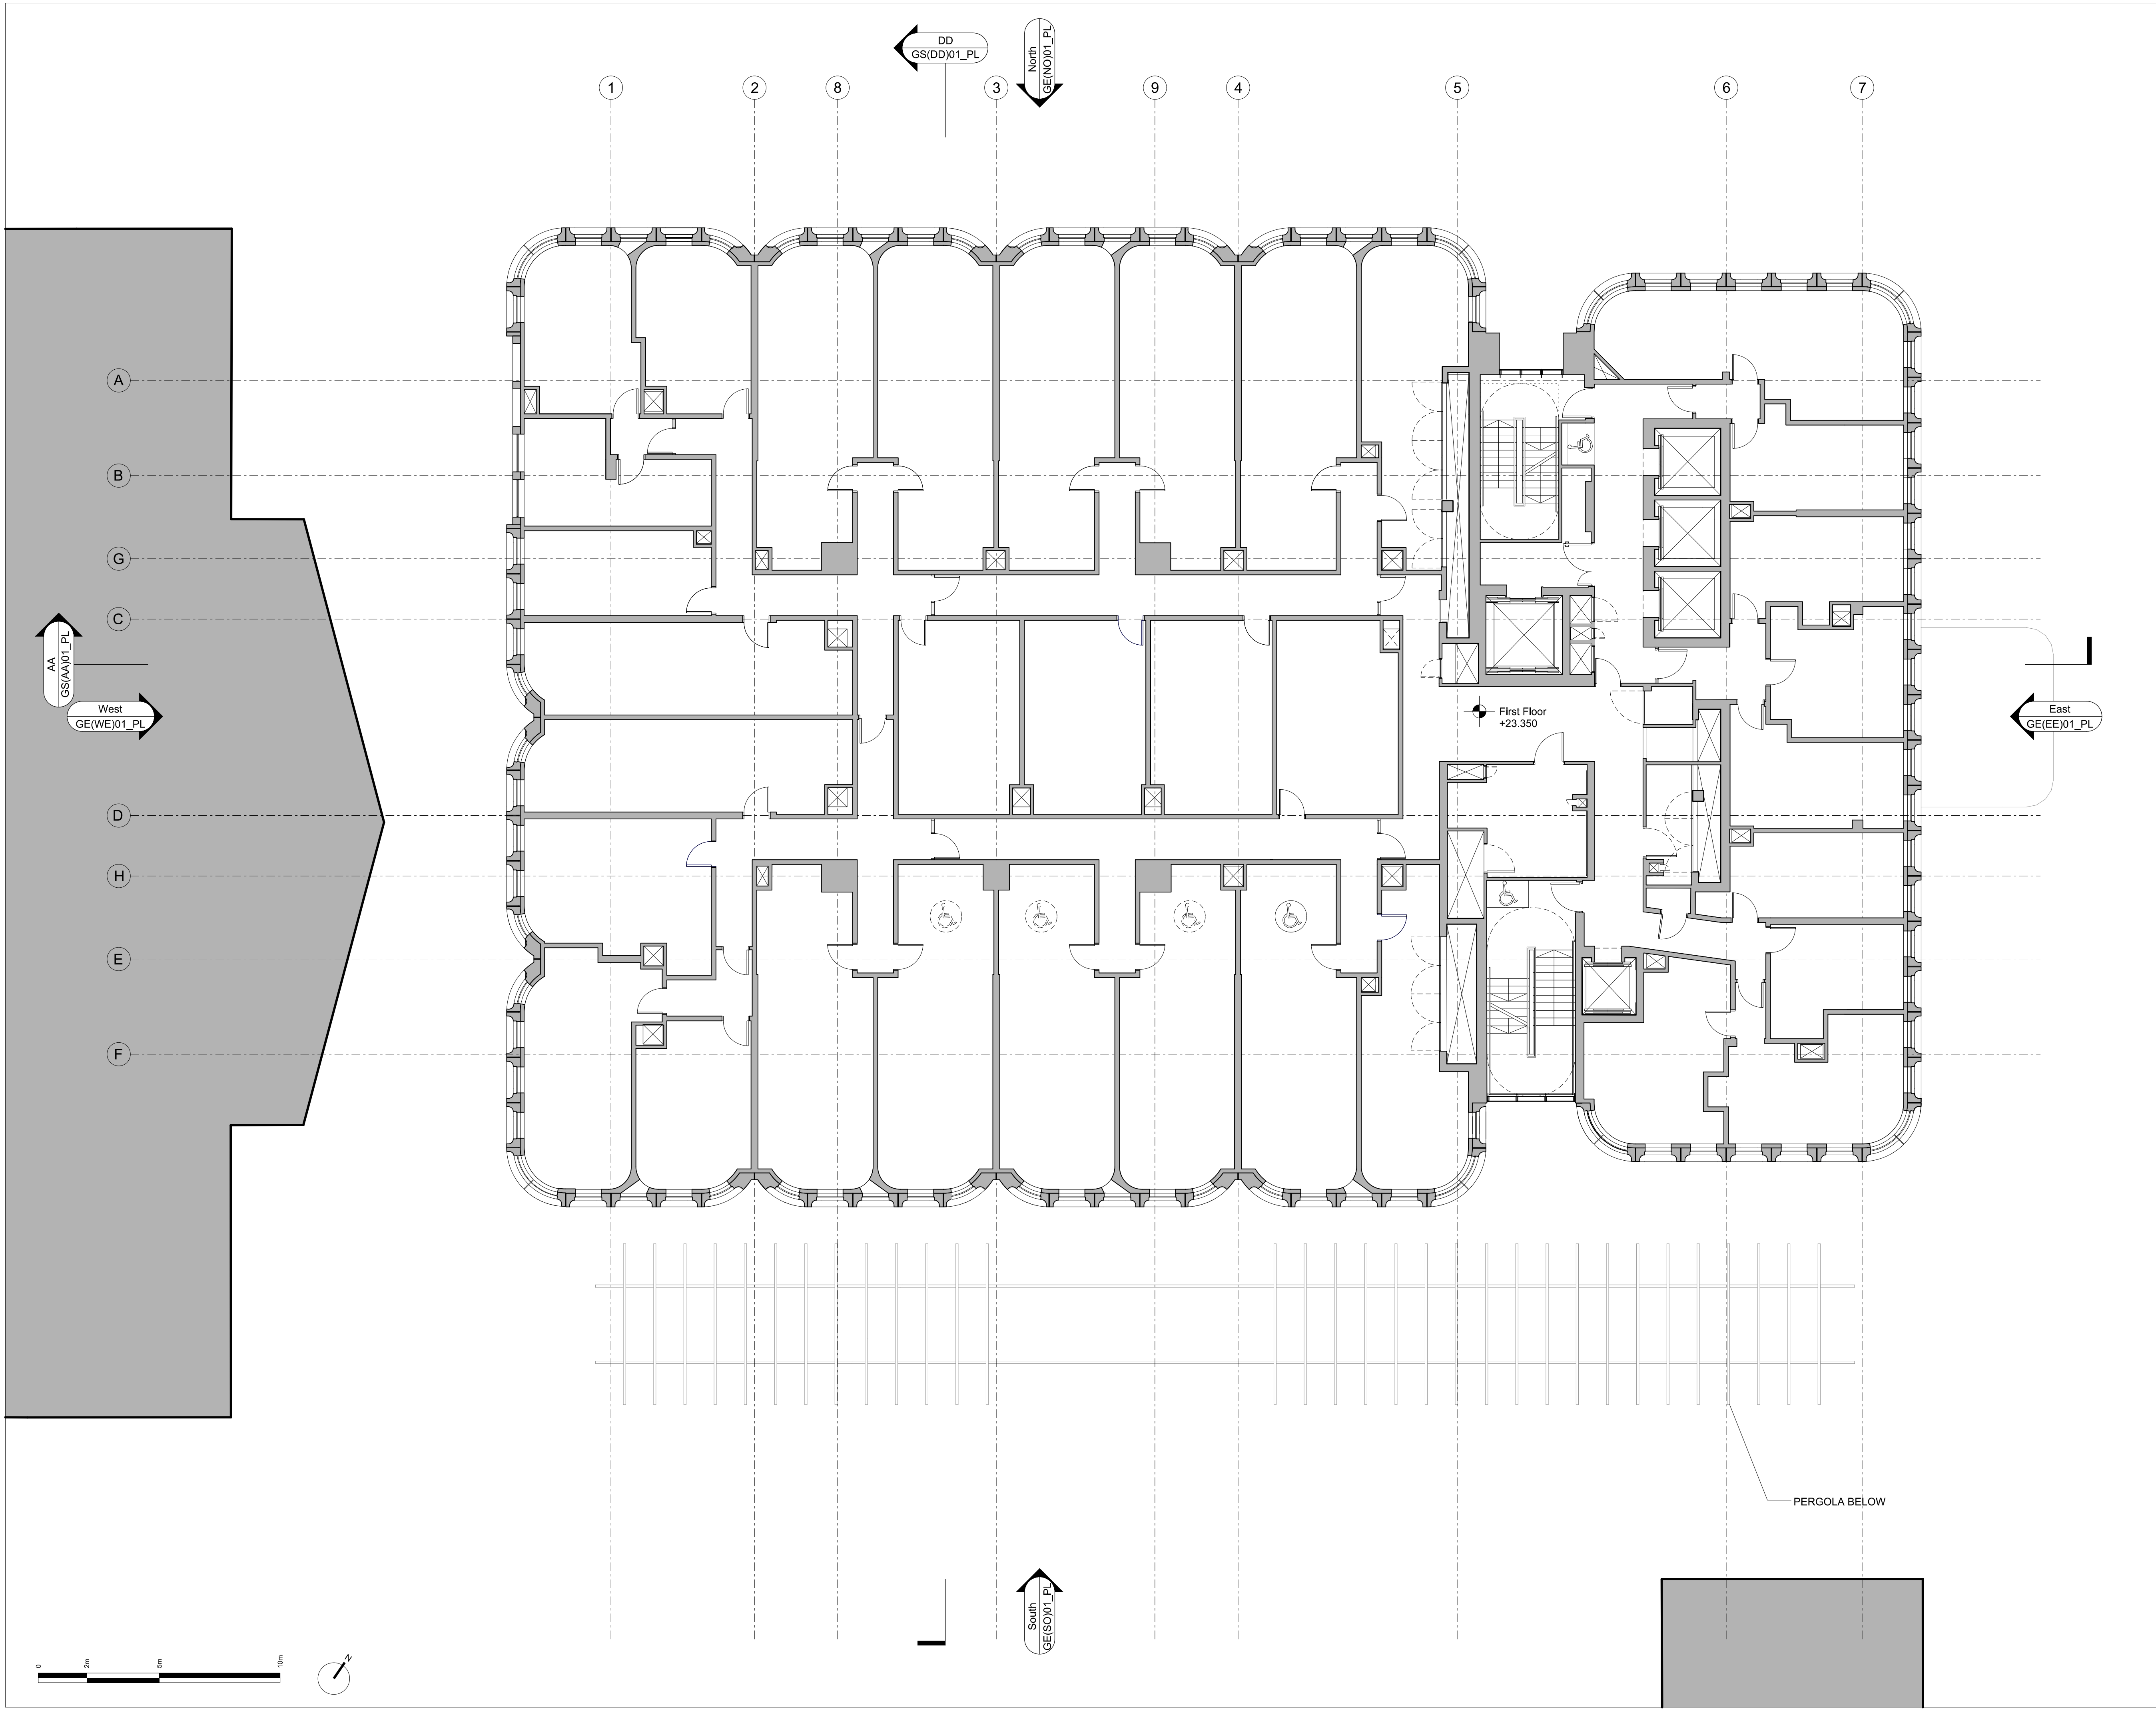 DD
GS(DD)01_PL
North
GE(NO)01_PL
1
2
8
3
9
4
5
6
7
A
B
G
C
D
H
E
F
AA
GS(AA)01_PL
West
GE(WE)01_PL
First Floor
+23.350
East
GE(EE)01_PL
PERGOLA BELOW
South
GE(SO)01_PL
0
2m
5m
10m
N